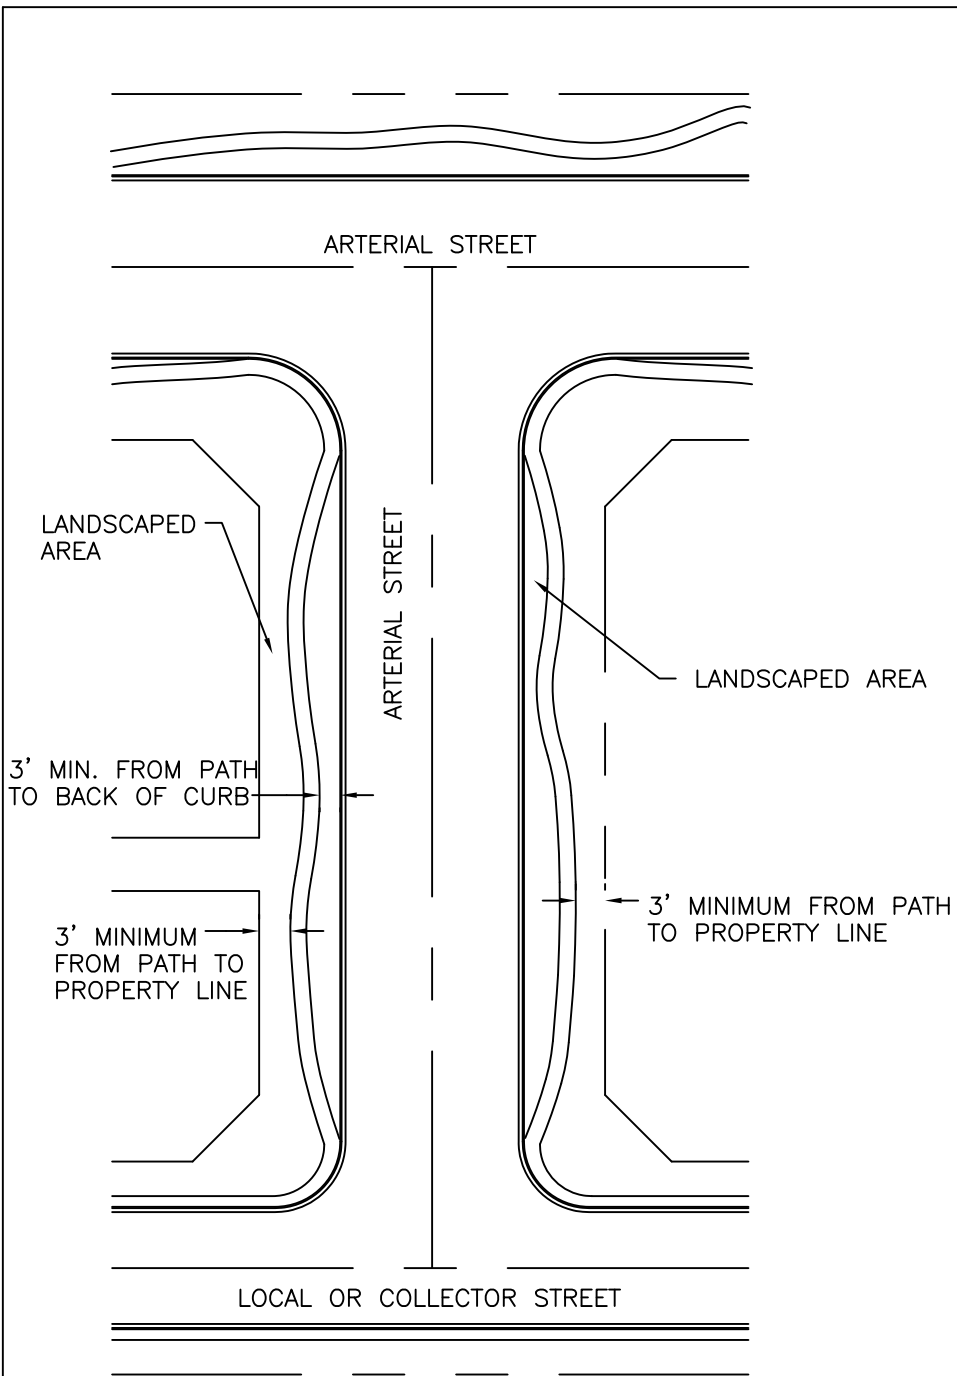 ARTERIAL STREET
LANDSCAPED
AREA
ARTERIAL STREET
LANDSCAPED AREA
3' MIN. FROM PATH
TO BACK OF CURB
3' MINIMUM FROM PATH
TO PROPERTY LINE
3' MINIMUM
FROM PATH TO
PROPERTY LINE
LOCAL OR COLLECTOR STREET